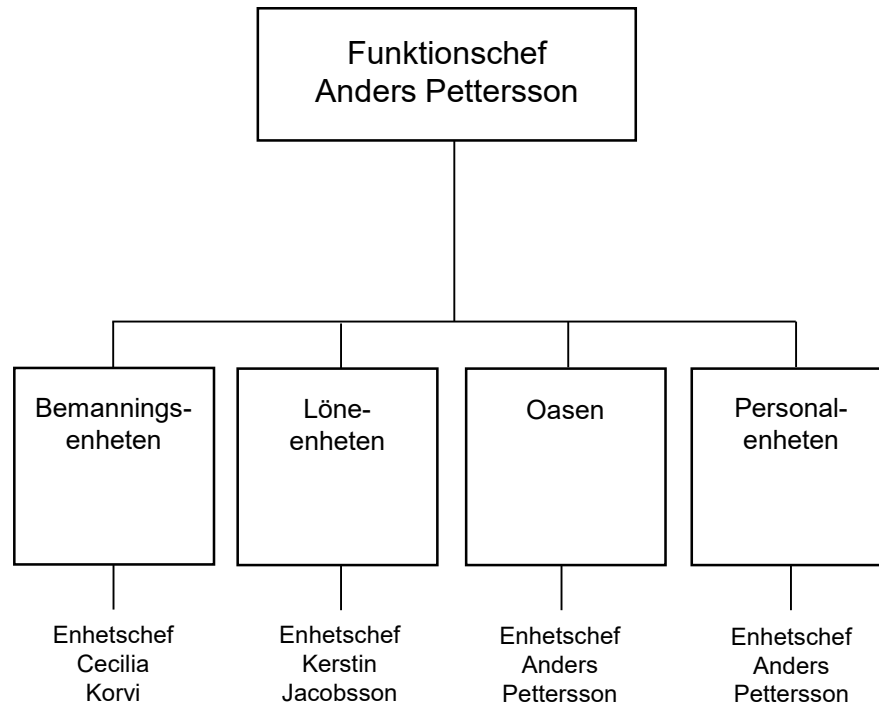 Funktionschef
Anders Pettersson
Bemannings-
enheten
Löne-
enheten
Oasen
Personal-
enheten
Enhetschef
Cecilia
Korvi
Enhetschef
Kerstin
Jacobsson
Enhetschef
Anders
Pettersson
Enhetschef
Anders
Pettersson